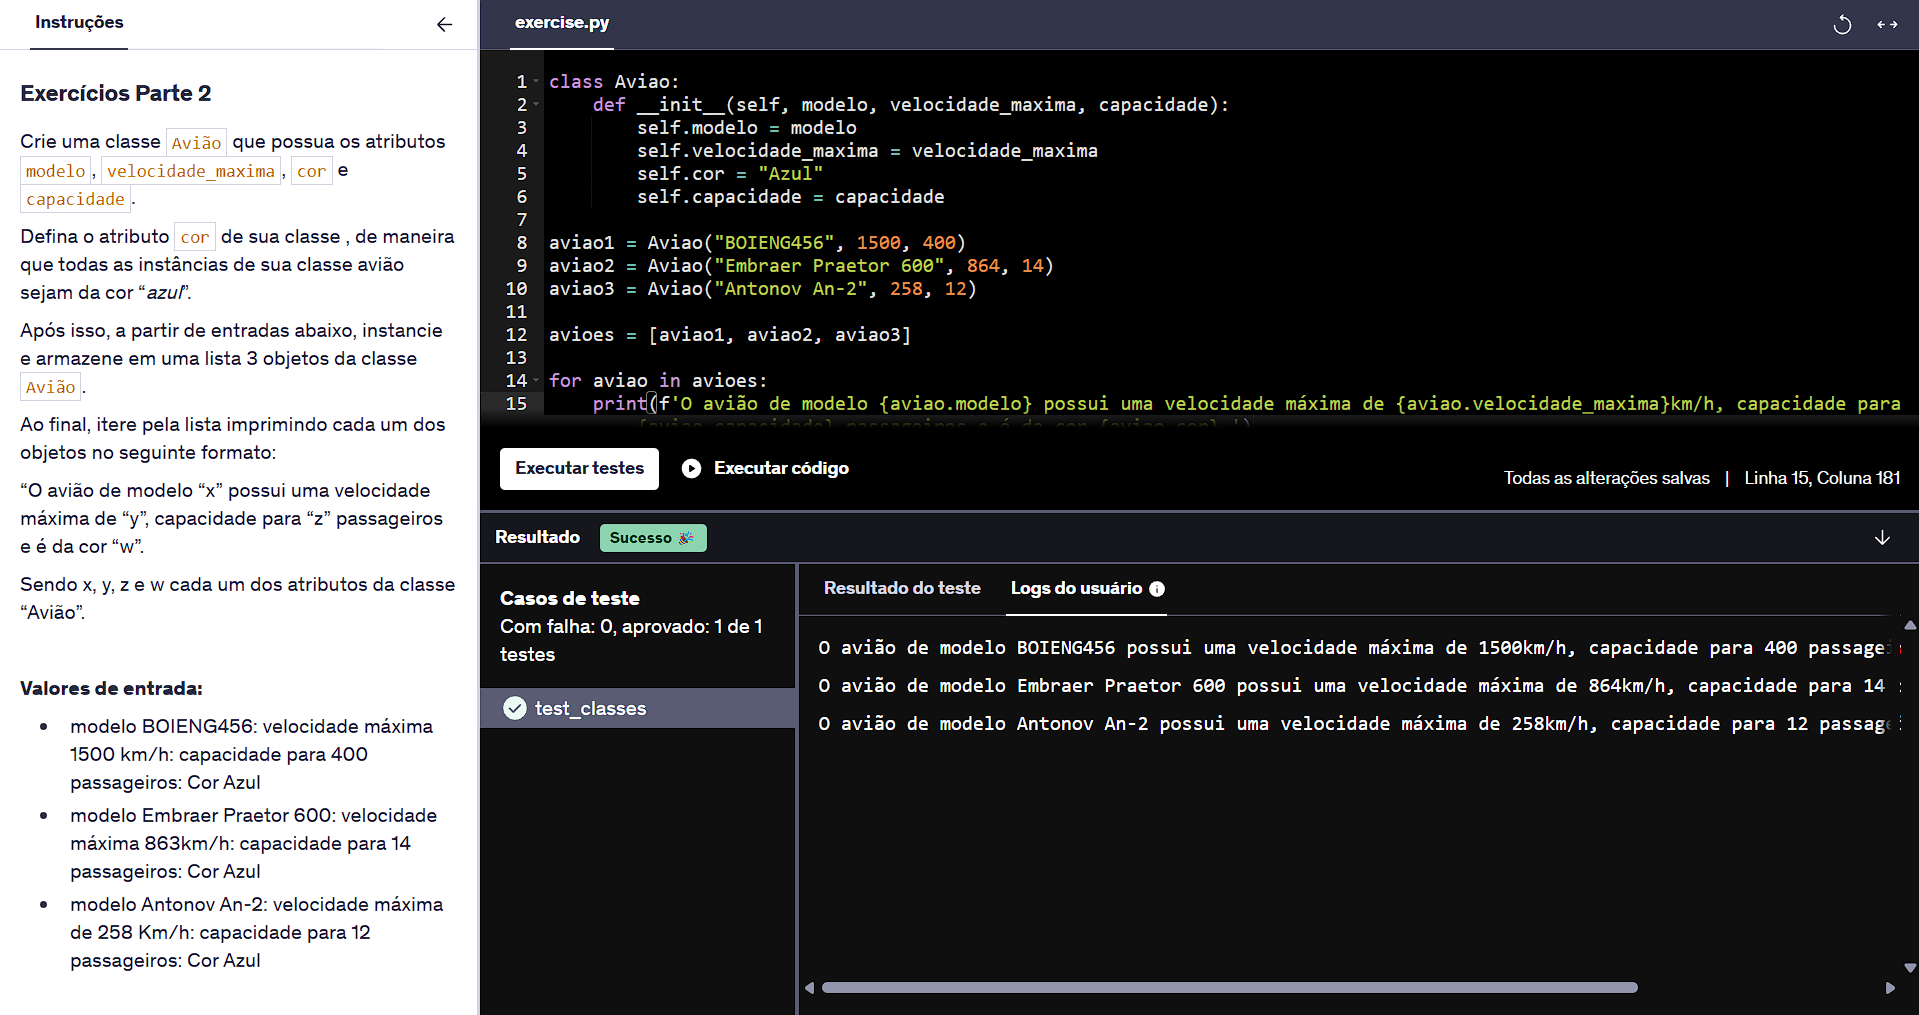 Instruções
Exercícios Parte 2
Crie uma classe Avião que possua os atributos
modelo, velocidade_maxima, cor e
capacidade.
Defina o atributo cor de sua classe , de maneira
que todas as instâncias de sua classe avião
sejam da cor “azul”.
Após isso, a partir de entradas abaixo, instancie
e armazene em uma lista 3 objetos da classe
Avião.
Ao final, itere pela lista imprimindo cada um dos
objetos no seguinte formato:
“O avião de modelo “x” possui uma velocidade
máxima de “y”, capacidade para “z” passageiros
e é da cor “w”.
Sendo x, y, z e w cada um dos atributos da classe
“Avião”.
Valores de entrada:
modelo BOIENG456: velocidade máxima
1500 km/h: capacidade para 400
passageiros: Cor Azul
modelo Embraer Praetor 600: velocidade
máxima 863km/h: capacidade para 14
passageiros: Cor Azul
modelo Antonov An-2: velocidade máxima
de 258 Km/h: capacidade para 12
passageiros: Cor Azul
exercise.py
1 class Aviao:
2 def __init__(self, modelo, velocidade_maxima, capacidade):
3 self.modelo = modelo
4 self.velocidade_maxima = velocidade_maxima
5 self.cor = "Azul"
6 self.capacidade = capacidade
7
8 aviao1 = Aviao("BOIENG456", 1500, 400)
9 aviao2 = Aviao("Embraer Praetor 600", 864, 14)
10 aviao3 = Aviao("Antonov An-2", 258, 12)
11
12 avioes = [aviao1, aviao2, aviao3]
13
14 for aviao in avioes:
15 print(f'O avião de modelo {aviao.modelo} possui uma velocidade máxima de {aviao.velocidade_maxima}km/h, capacidade para
{aviao.capacidade} passageiros e é da cor {aviao.cor}.')
Executar testes
Executar código
Todas as alterações salvas | Linha 15, Coluna 181
Resultado
Sucesso 🎉
Casos de teste
Com falha: 0, aprovado: 1 de 1
testes
test_classes
Resultado do teste
Logs do usuário
O avião de modelo BOIENG456 possui uma velocidade máxima de 1500km/h, capacidade para 400 passagei
O avião de modelo Embraer Praetor 600 possui uma velocidade máxima de 864km/h, capacidade para 14
O avião de modelo Antonov An-2 possui uma velocidade máxima de 258km/h, capacidade para 12 passage